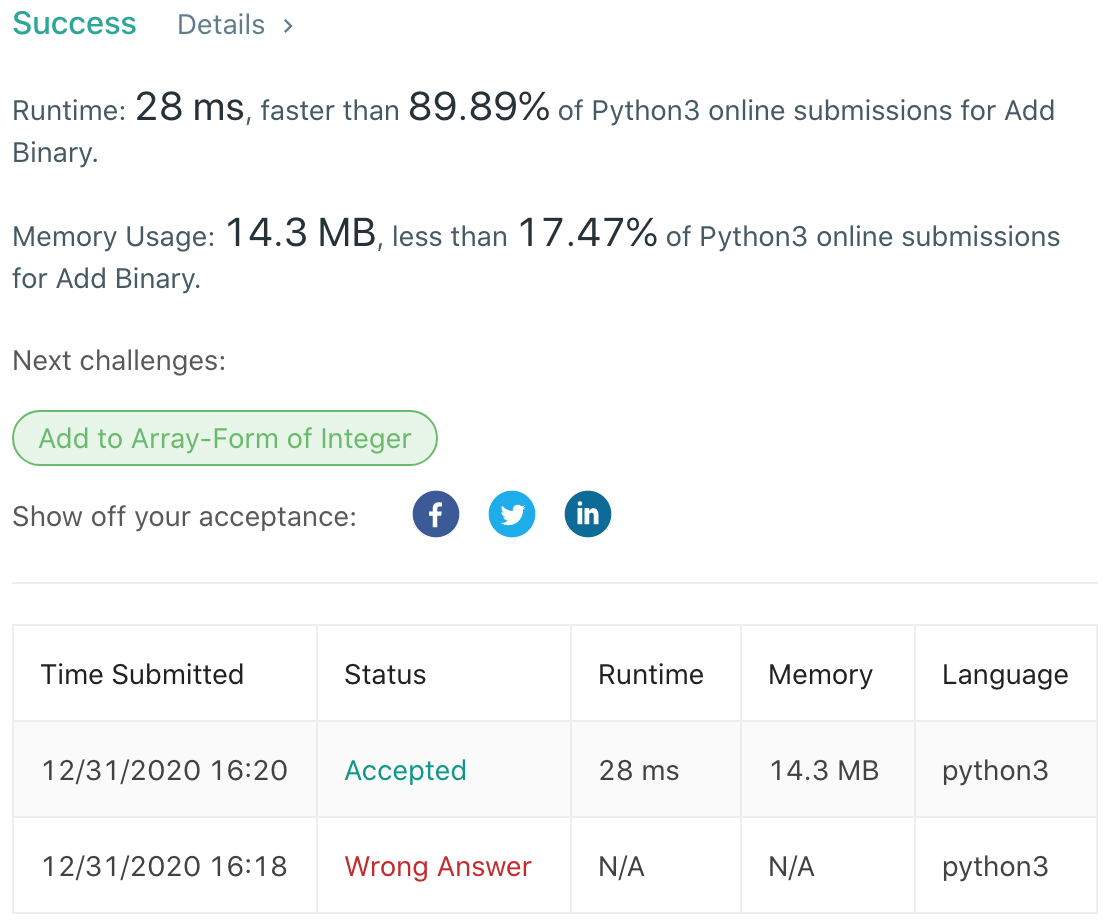 Success Details >
Runtime: 28 ms, faster than 89.89% of Python3 online submissions for Add
Binary.
Memory Usage: 14.3 MB, less than 17.47% of Python3 online submissions
for Add Binary.
Next challenges:
Add to Array-Form of Integer
Show off your acceptance: f in
Time Submitted Status Runtime Memory Language
12/31/2020 16:20 Accepted 28 ms 14.3 MB python3
12/31/2020 16:18 Wrong Answer N/A N/A python3